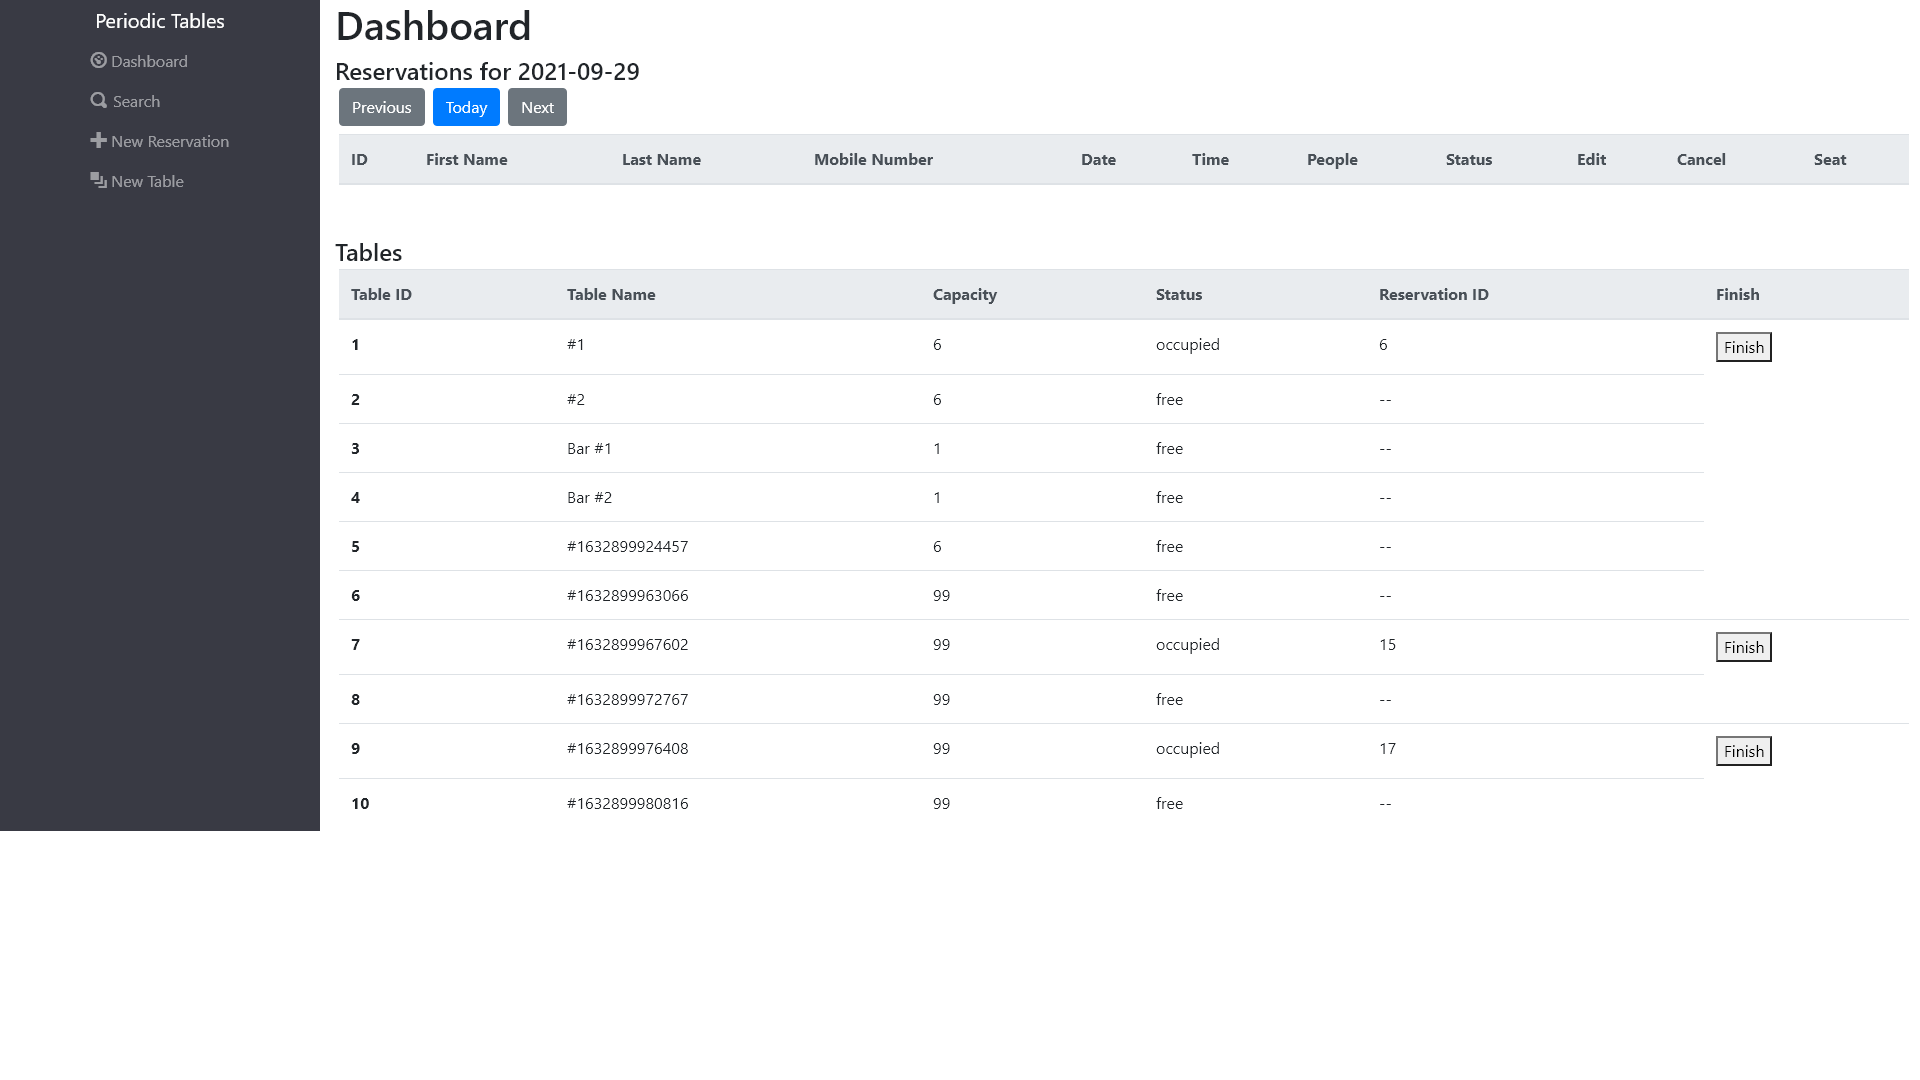 Periodic Tables
Dashboard
Search
New Reservation
New Table
Dashboard
Reservations for 2021-09-29
Previous Today Next
ID First Name Last Name Mobile Number Date Time People Status Edit Cancel Seat
Tables
Table ID Table Name Capacity Status Reservation ID Finish
1 #1 6 occupied 6 Finish
2 #2 6 free --
3 Bar #1 1 free --
4 Bar #2 1 free --
5 #1632899924457 6 free --
6 #1632899963066 99 free --
7 #1632899967602 99 occupied 15 Finish
8 #1632899972767 99 free --
9 #1632899976408 99 occupied 17 Finish
10 #1632899980816 99 free --